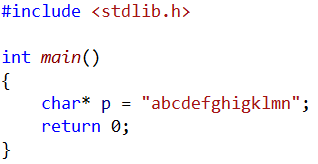 #include <stdlib.h>
int main()
{
    char* p = "abcdefghigklmn";
    return 0;
}